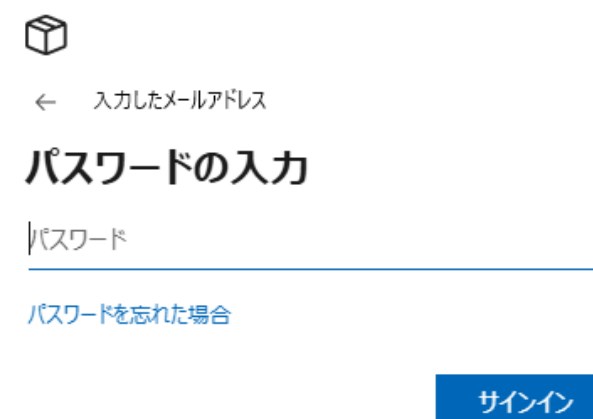 入力したメールアドレス
パスワードの入力
パスワード
パスワードを忘れた場合
サインイン